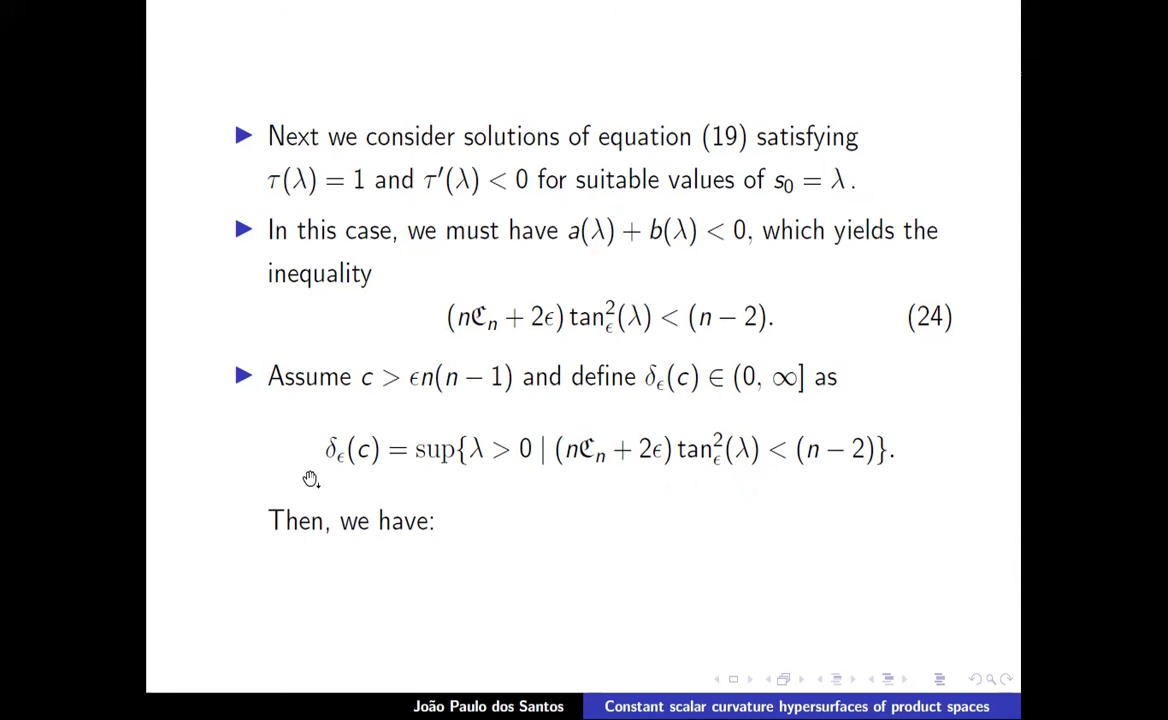 ▶ Next we consider solutions of equation (19) satisfying
τ(λ) = 1 and τ′(λ) < 0 for suitable values of s₀ = λ.
▶ In this case, we must have a(λ) + b(λ) < 0, which yields the
inequality
(nℭₙ + 2ϵ) tan²_ϵ(λ) < (n − 2). (24)
▶ Assume c > ϵn(n − 1) and define δ_ϵ(c) ∈ (0, ∞] as
δ_ϵ(c) = sup{λ > 0 | (nℭₙ + 2ϵ) tan²_ϵ(λ) < (n − 2)}.
Then, we have:
João Paulo dos Santos Constant scalar curvature hypersurfaces of product spaces